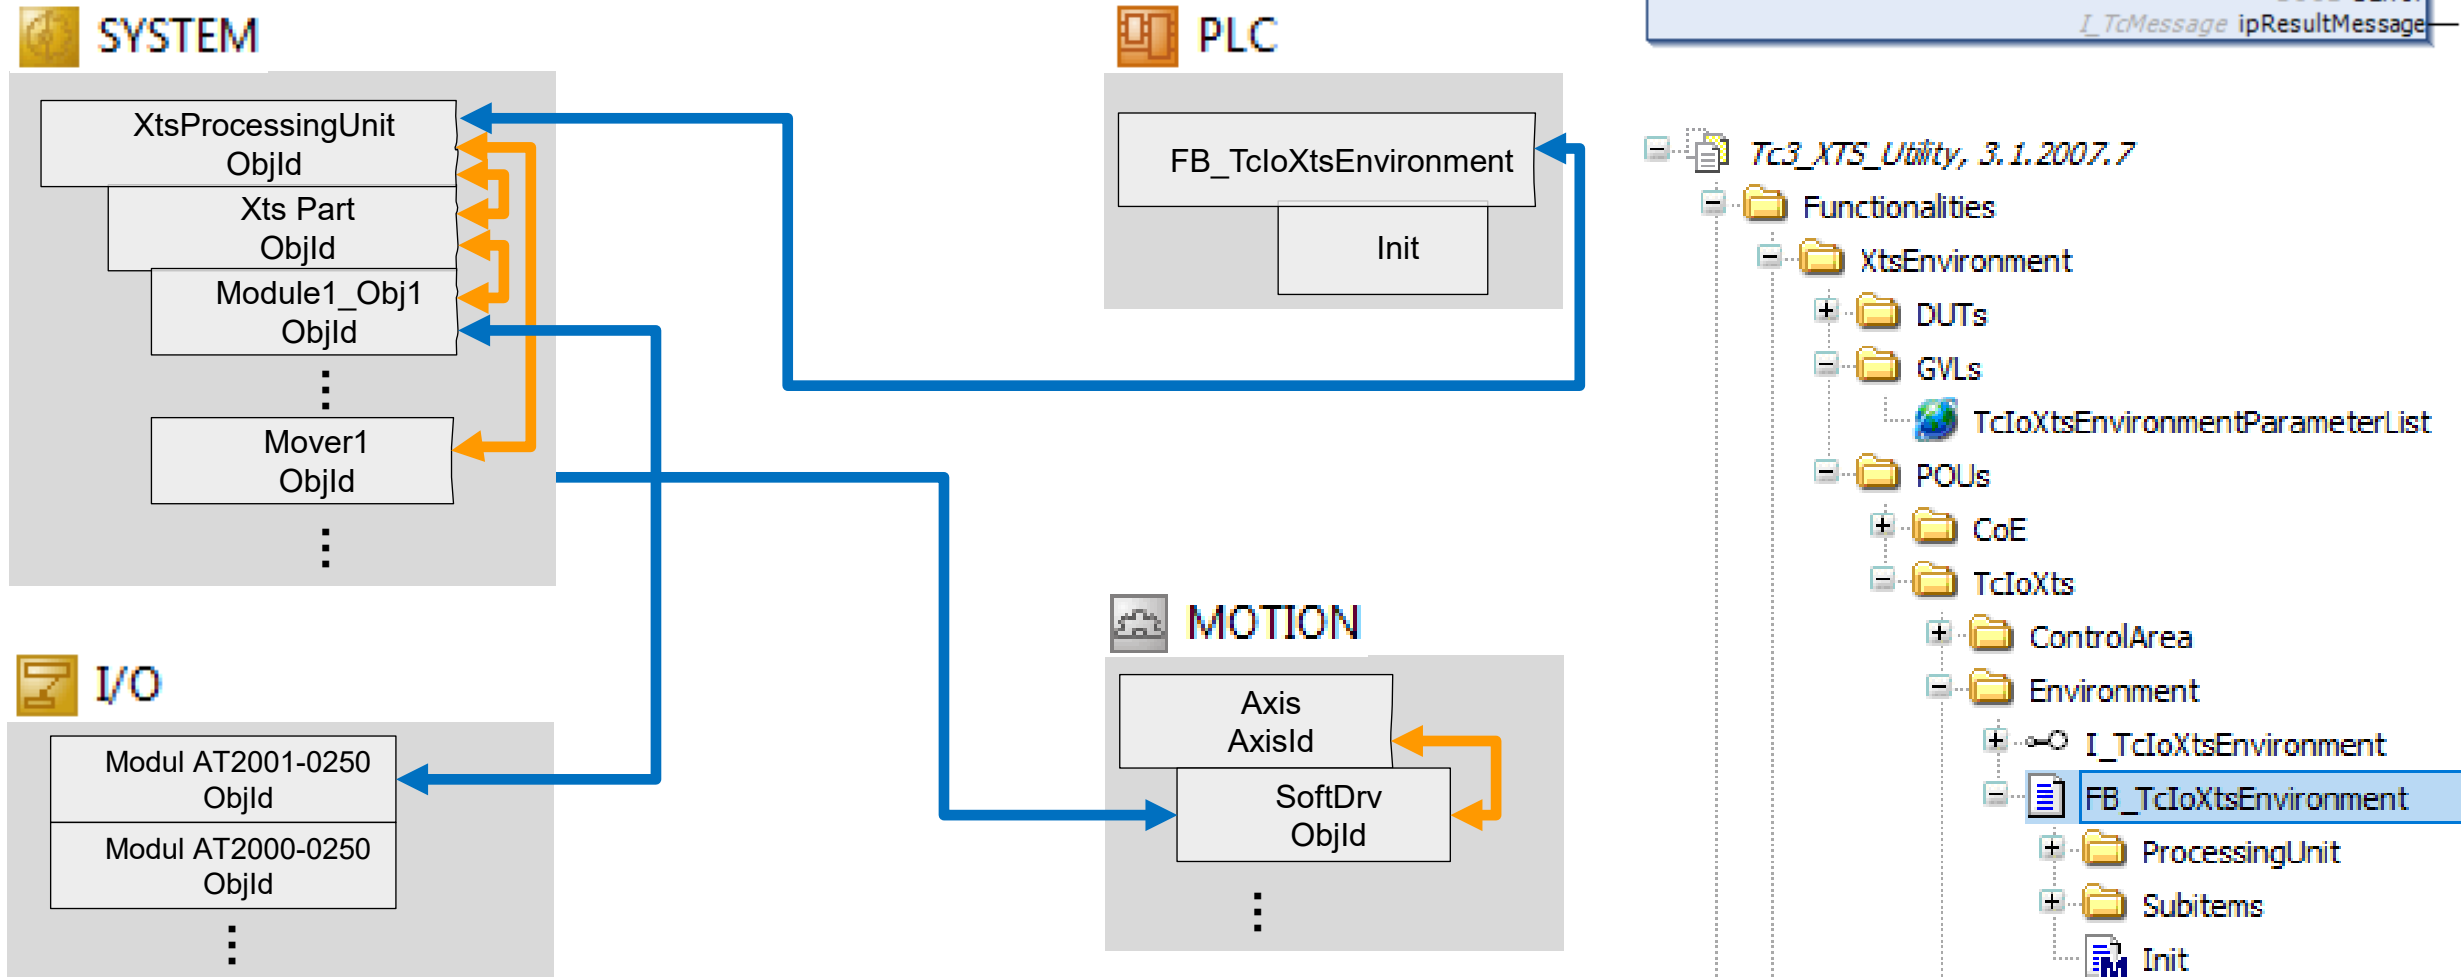 SYSTEM
XtsProcessingUnit
ObjId
Xts Part
ObjId
Module1_Obj1
ObjId
Mover1
ObjId
I/O
Modul AT2001-0250
ObjId
Modul AT2000-0250
ObjId
PLC
FB_TcIoXtsEnvironment
Init
MOTION
Axis
AxisId
SoftDrv
ObjId
I_TcMessage ipResultMessage
Tc3_XTS_Utility, 3.1.2007.7
Functionalities
XtsEnvironment
DUTs
GVLs
TcIoXtsEnvironmentParameterList
POUs
CoE
TcIoXts
ControlArea
Environment
I_TcIoXtsEnvironment
FB_TcIoXtsEnvironment
ProcessingUnit
Subitems
Init